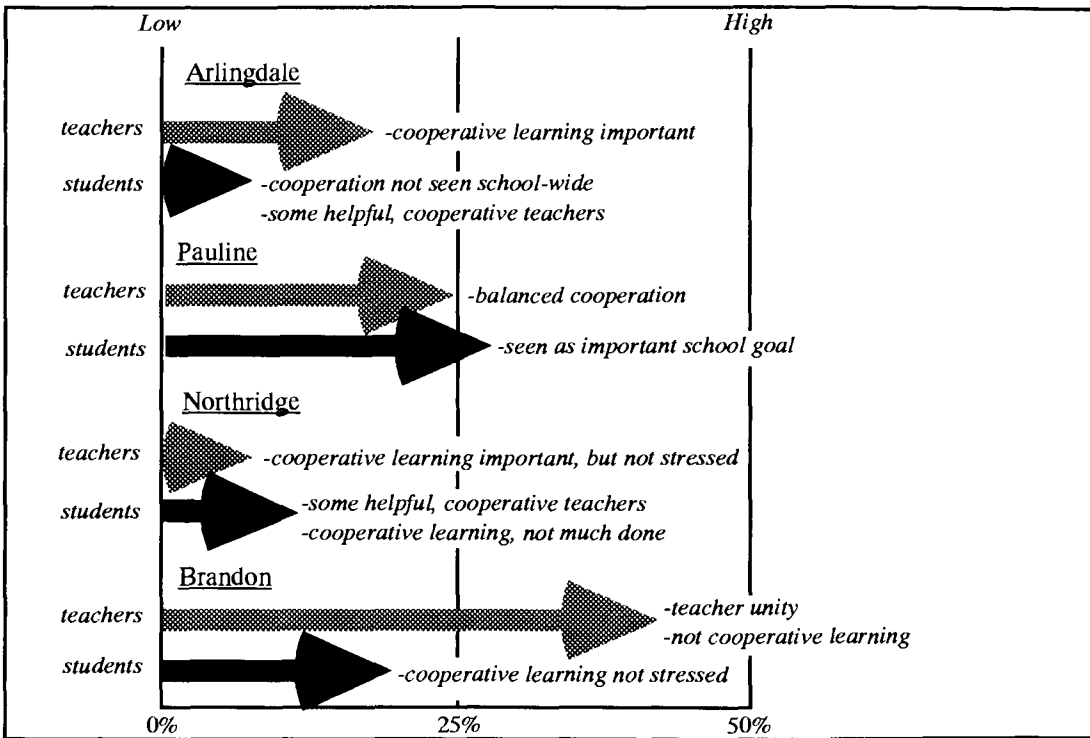 Low High
Arlingdale
teachers -cooperative learning important
students -cooperation not seen school-wide
-some helpful, cooperative teachers
Pauline
teachers -balanced cooperation
students -seen as important school goal
Northridge
teachers -cooperative learning important, but not stressed
students -some helpful, cooperative teachers
-cooperative learning, not much done
Brandon
teachers -teacher unity
-not cooperative learning
students -cooperative learning not stressed
0% 25% 50%